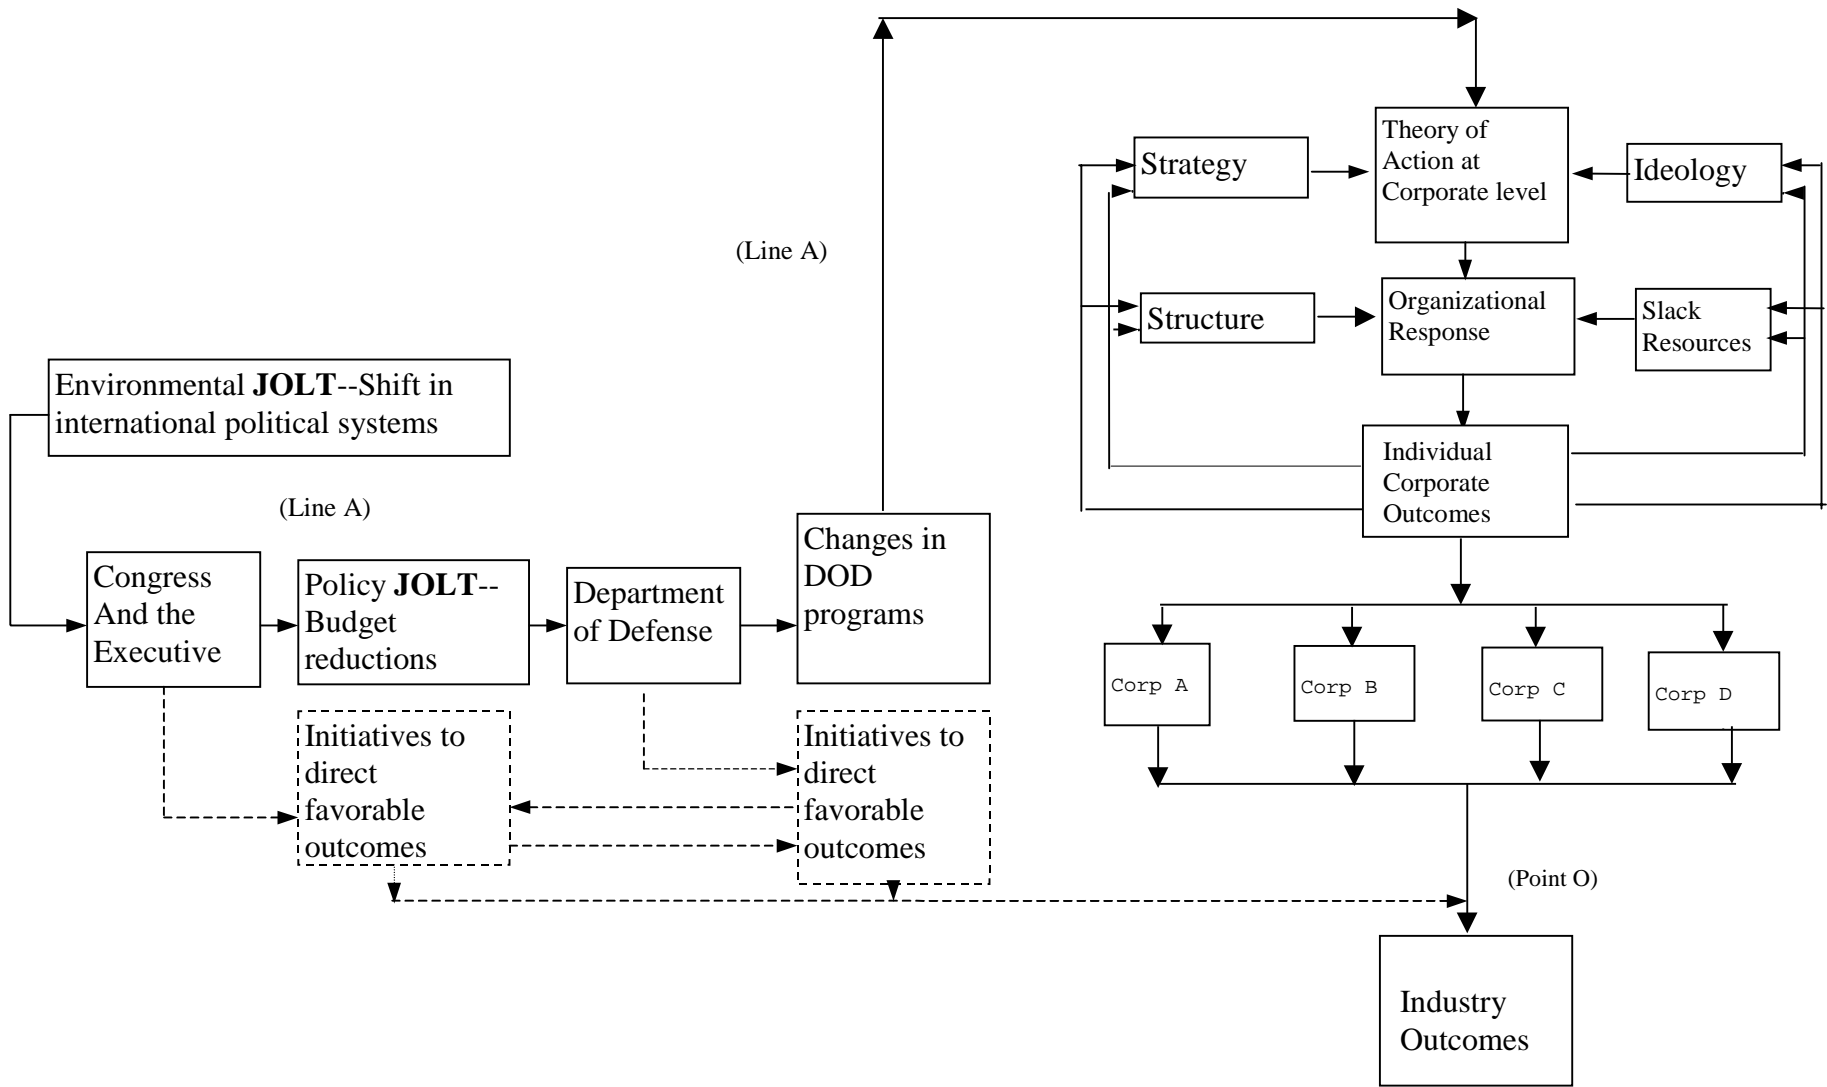 Theory of
Action at
Corporate level
Strategy
Ideology
(Line A)
Organizational
Response
Structure
Slack
Resources
Environmental JOLT--Shift in
international political systems
Individual
Corporate
Outcomes
(Line A)
Congress
And the
Executive
Policy JOLT--
Budget
reductions
Department
of Defense
Changes in
DOD
programs
Corp A
Corp B
Corp C
Corp D
Initiatives to
direct
favorable
outcomes
Initiatives to
direct
favorable
outcomes
(Point O)
Industry
Outcomes